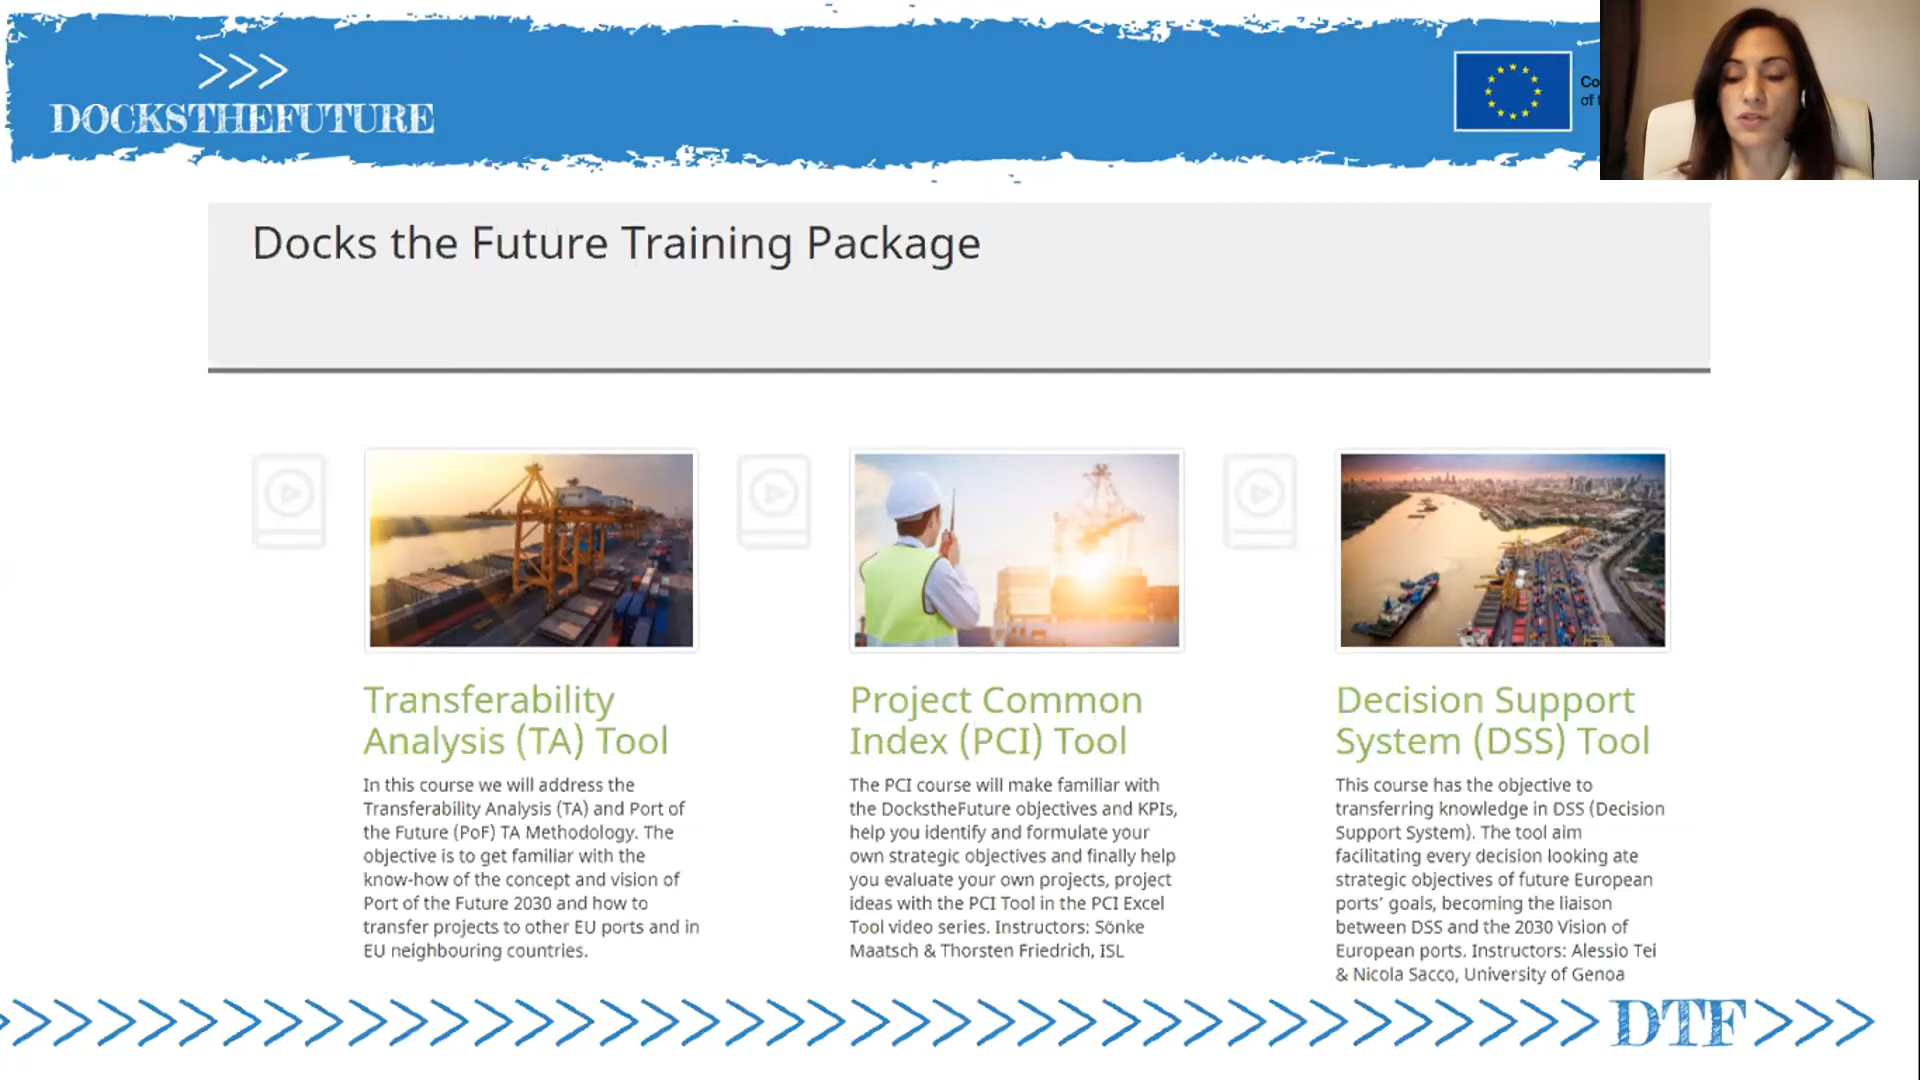 DOCKSTHEFUTURE
Co
of
Docks the Future Training Package
Transferability
Analysis (TA) Tool
In this course we will address the
Transferability Analysis (TA) and Port of
the Future (PoF) TA Methodology. The
objective is to get familiar with the
know-how of the concept and vision of
Port of the Future 2030 and how to
transfer projects to other EU ports and in
EU neighbouring countries.
Project Common
Index (PCI) Tool
The PCI course will make familiar with
the DockstheFuture objectives and KPIs,
help you identify and formulate your
own strategic objectives and finally help
you evaluate your own projects, project
ideas with the PCI Tool in the PCI Excel
Tool video series. Instructors: Sönke
Maatsch & Thorsten Friedrich, ISL
Decision Support
System (DSS) Tool
This course has the objective to
transferring knowledge in DSS (Decision
Support System). The tool aim
facilitating every decision looking ate
strategic objectives of future European
ports’ goals, becoming the liaison
between DSS and the 2030 Vision of
European ports. Instructors: Alessio Tei
& Nicola Sacco, University of Genoa
DTF